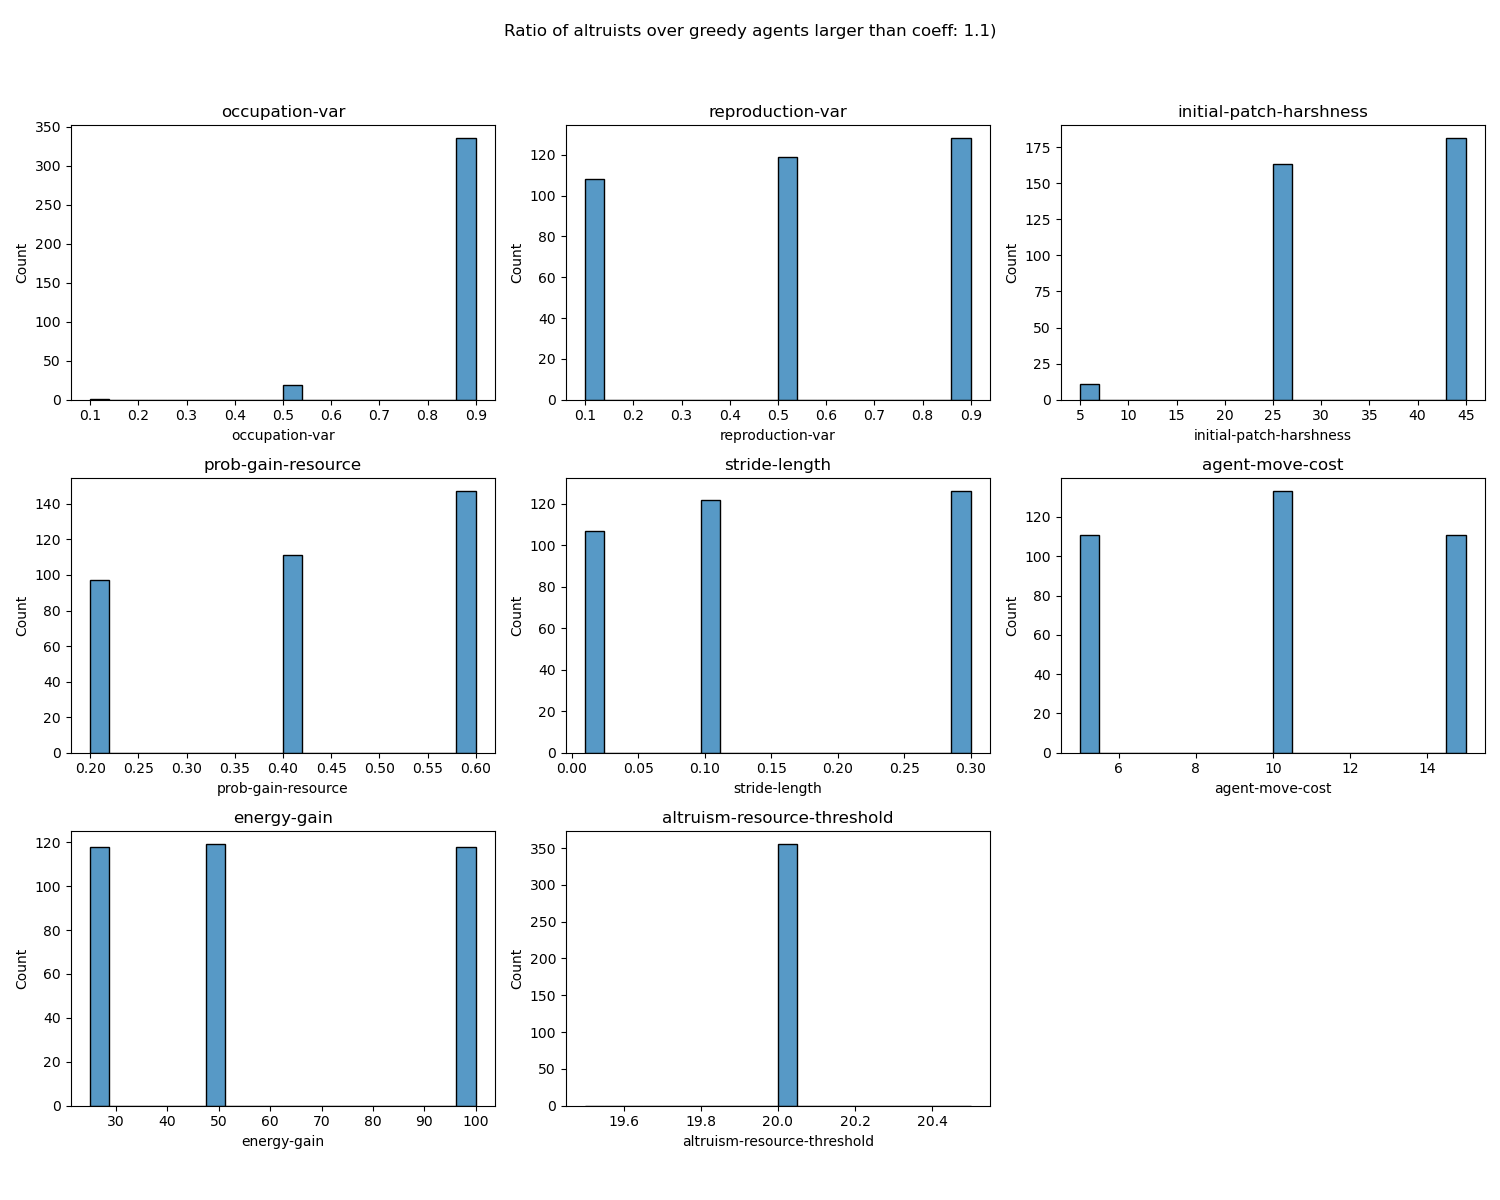 Ratio of altruists over greedy agents larger than coeff: 1.1)
occupation-var
350
300
250
200
150
100
50
0
Count
0.1 0.2 0.3 0.4 0.5 0.6 0.7 0.8 0.9
occupation-var
reproduction-var
120
100
80
60
40
20
0
Count
0.1 0.2 0.3 0.4 0.5 0.6 0.7 0.8 0.9
reproduction-var
initial-patch-harshness
175
150
125
100
75
50
25
0
Count
5 10 15 20 25 30 35 40 45
initial-patch-harshness
prob-gain-resource
140
120
100
80
60
40
20
0
Count
0.20 0.25 0.30 0.35 0.40 0.45 0.50 0.55 0.60
prob-gain-resource
stride-length
120
100
80
60
40
20
0
Count
0.00 0.05 0.10 0.15 0.20 0.25 0.30
stride-length
agent-move-cost
120
100
80
60
40
20
0
Count
6 8 10 12 14
agent-move-cost
energy-gain
120
100
80
60
40
20
0
Count
30 40 50 60 70 80 90 100
energy-gain
altruism-resource-threshold
350
300
250
200
150
100
50
0
Count
19.6 19.8 20.0 20.2 20.4
altruism-resource-threshold